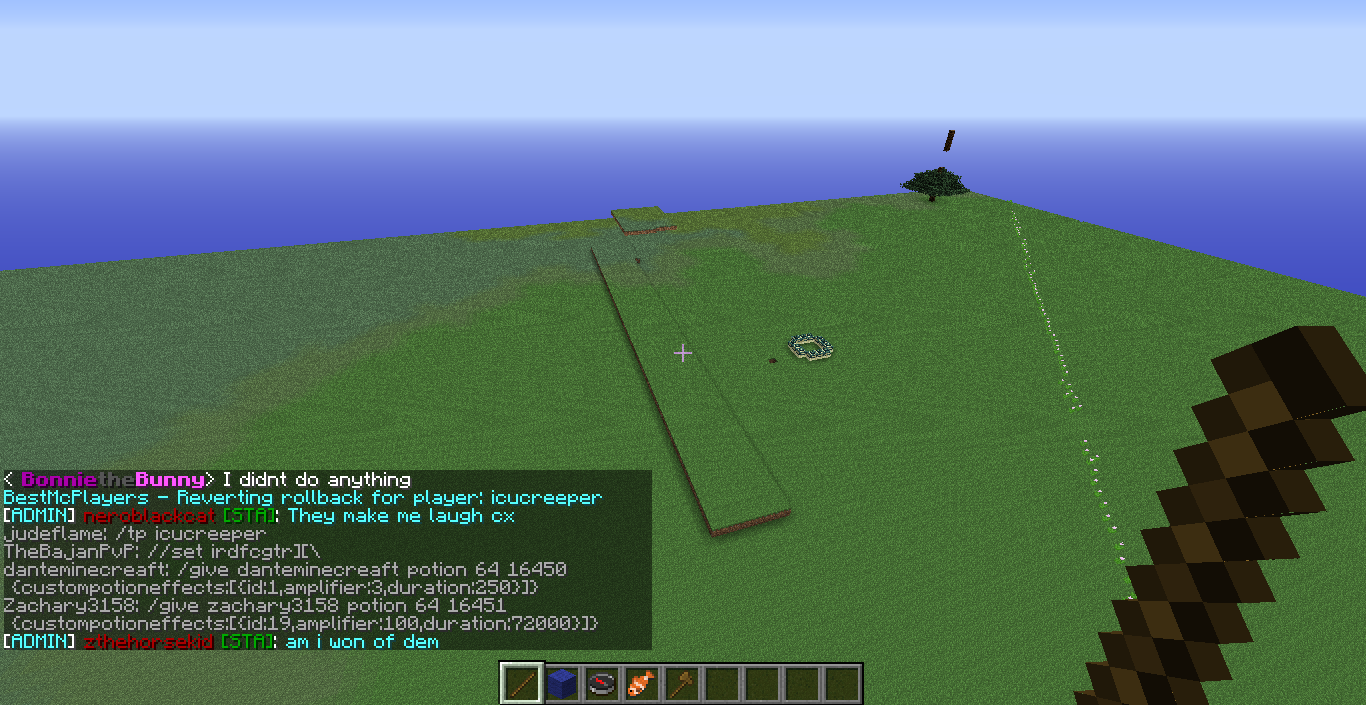 < BonnietheBunny> I didnt do anything
BestMcPlayers - Reverting rollback for player: icucreeper
[ADMIN] neroblackcat [STA]: They make me laugh cx
judeflame: /tp icucreeper
TheBajanPvP: //set irdfcgtr][\
danteminecreaft: /give danteminecreaft potion 64 16450
{custompotioneffects:[{id:1,amplifier:3,duration:250}]}
Zachary3158: /give zachary3158 potion 64 16451
{custompotioneffects:[{id:19,amplifier:100,duration:72000}]}
[ADMIN] zthehorsekid [STA]: am i won of dem